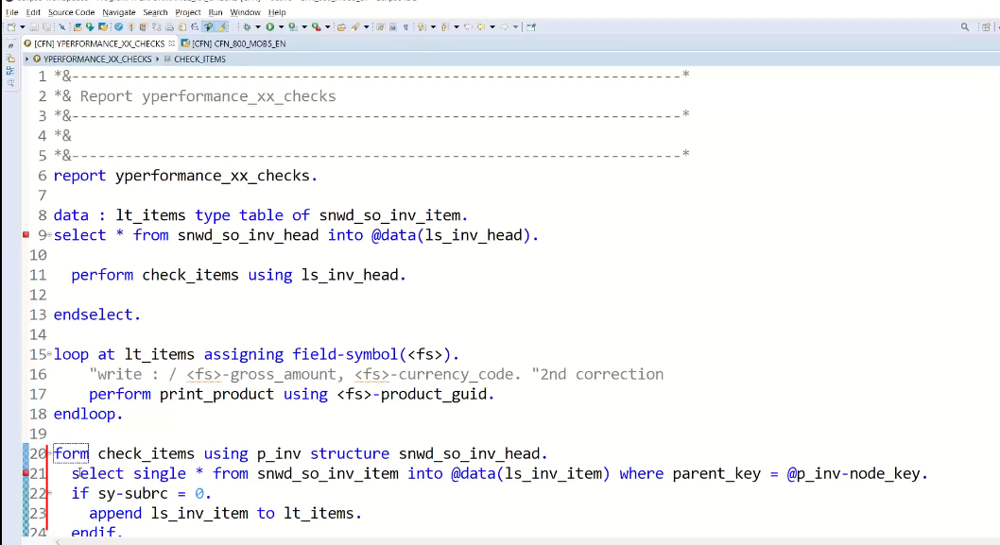 File Edit Source Code Navigate Search Project Run Window Help
[CFN] YPERFORMANCE_XX_CHECKS [CFN] CFN_800_MOB5_EN
YPERFORMANCE_XX_CHECKS CHECK_ITEMS
1 *&---------------------------------------------------------------------*
2 *& Report yperformance_xx_checks
3 *&---------------------------------------------------------------------*
4 *&
5 *&---------------------------------------------------------------------*
6 report yperformance_xx_checks.
7
8 data : lt_items type table of snwd_so_inv_item.
9 select * from snwd_so_inv_head into @data(ls_inv_head).
10
11 perform check_items using ls_inv_head.
12
13 endselect.
14
15 loop at lt_items assigning field-symbol(<fs>).
16 "write : / <fs>-gross_amount, <fs>-currency_code. "2nd correction
17 perform print_product using <fs>-product_guid.
18 endloop.
19
20 form check_items using p_inv structure snwd_so_inv_head.
21 select single * from snwd_so_inv_item into @data(ls_inv_item) where parent_key = @p_inv-node_key.
22 if sy-subrc = 0.
23 append ls_inv_item to lt_items.
24 endif.